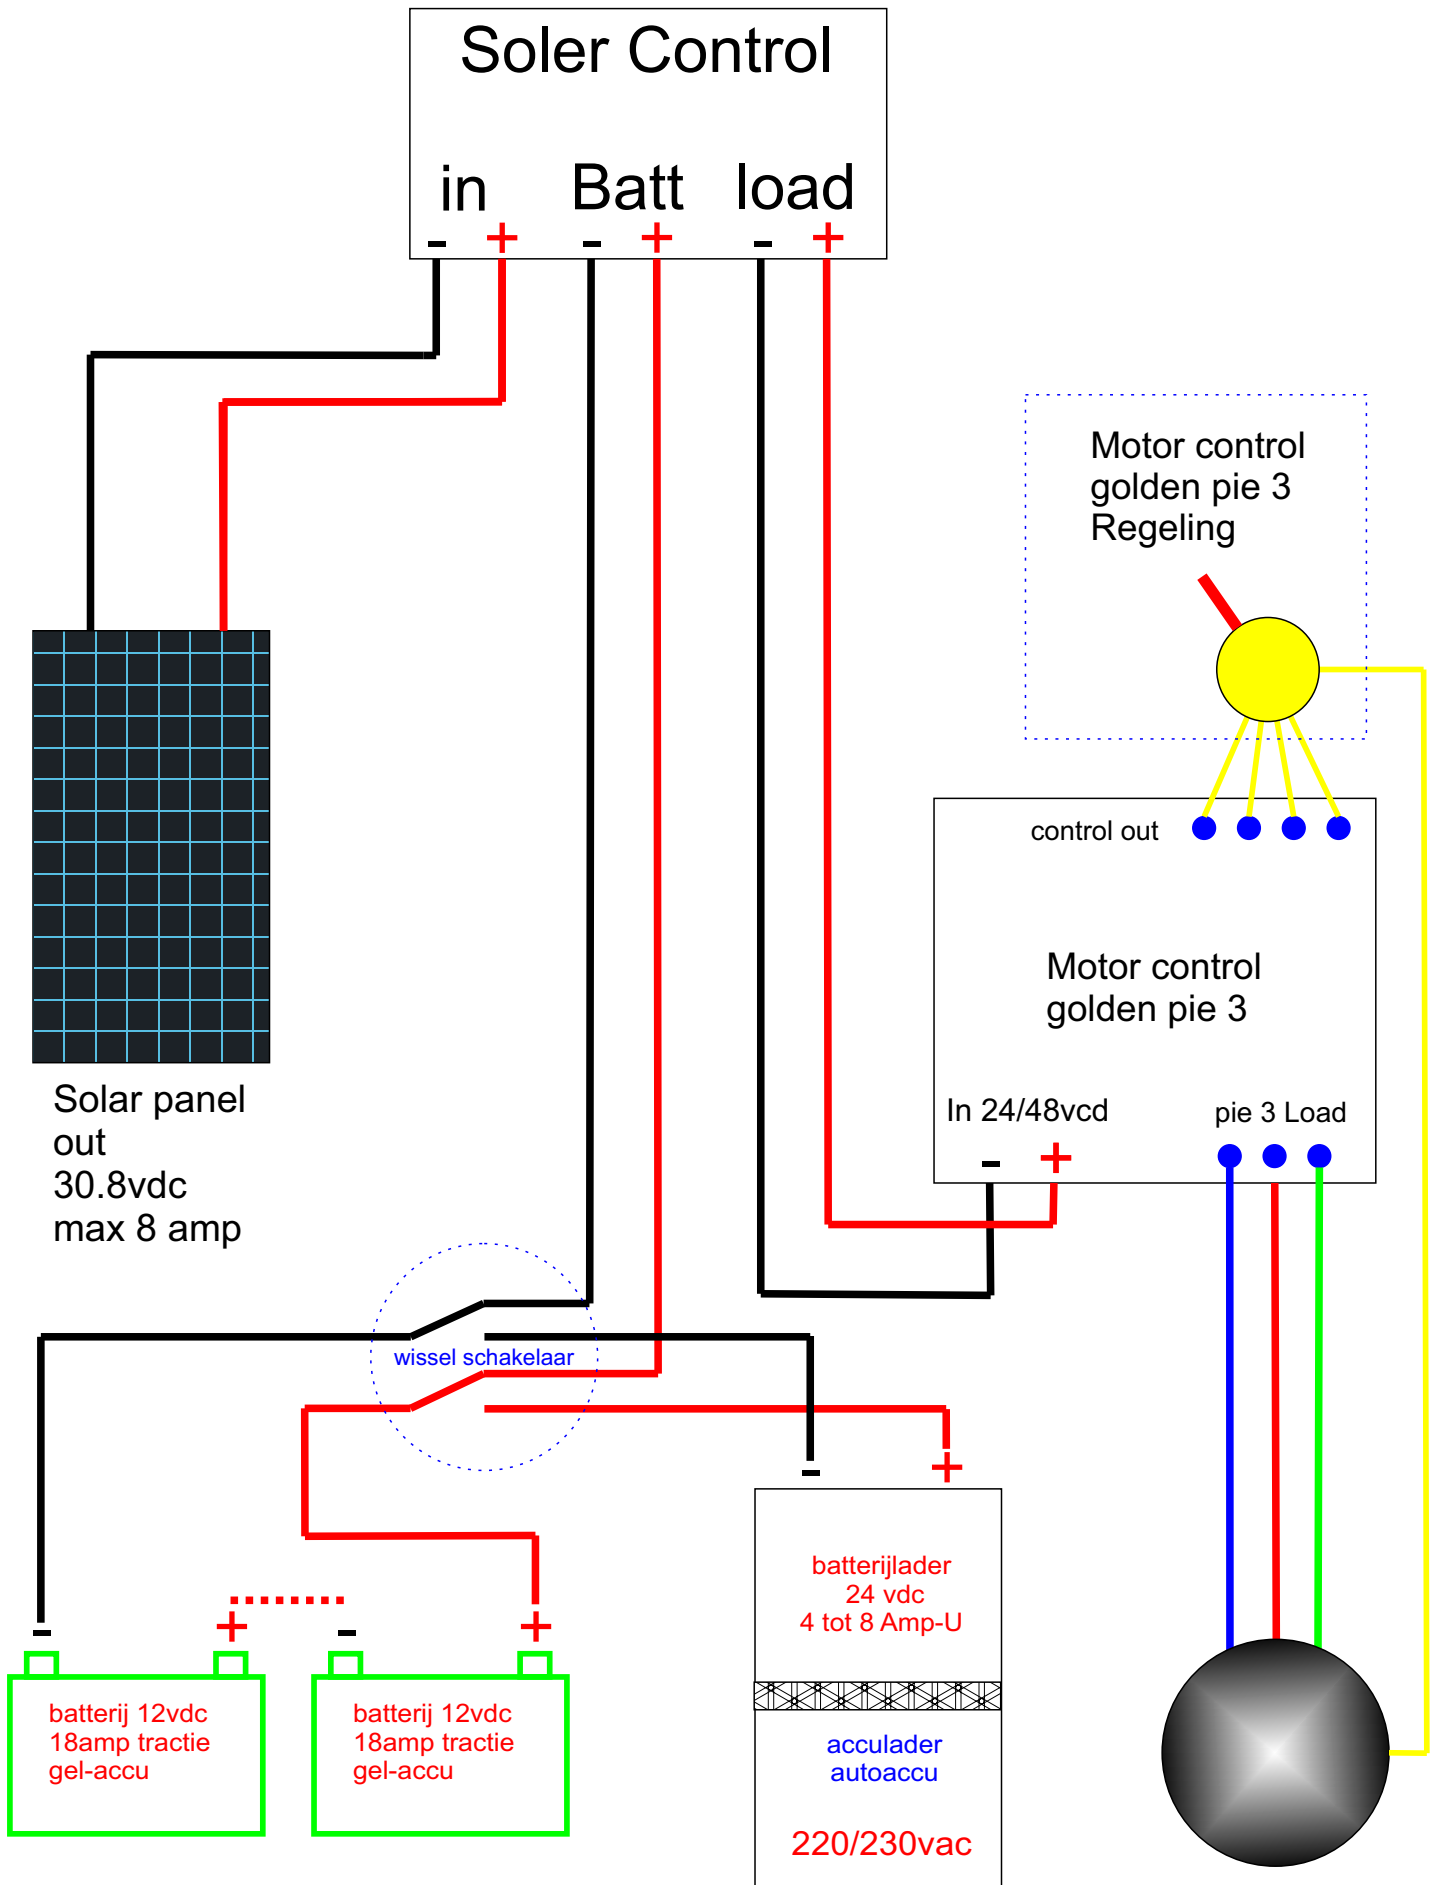 Soler Control
in Batt load
- + - + - +
Motor control
golden pie 3
Regeling
control out
Motor control
golden pie 3
In 24/48vcd
pie 3 Load
- +
Solar panel
out
30.8vdc
max 8 amp
wissel schakelaar
- +
batterijlader
24 vdc
4 tot 8 Amp-U
acculader
autoaccu
220/230vac
- + - +
batterij 12vdc
18amp tractie
gel-accu
batterij 12vdc
18amp tractie
gel-accu